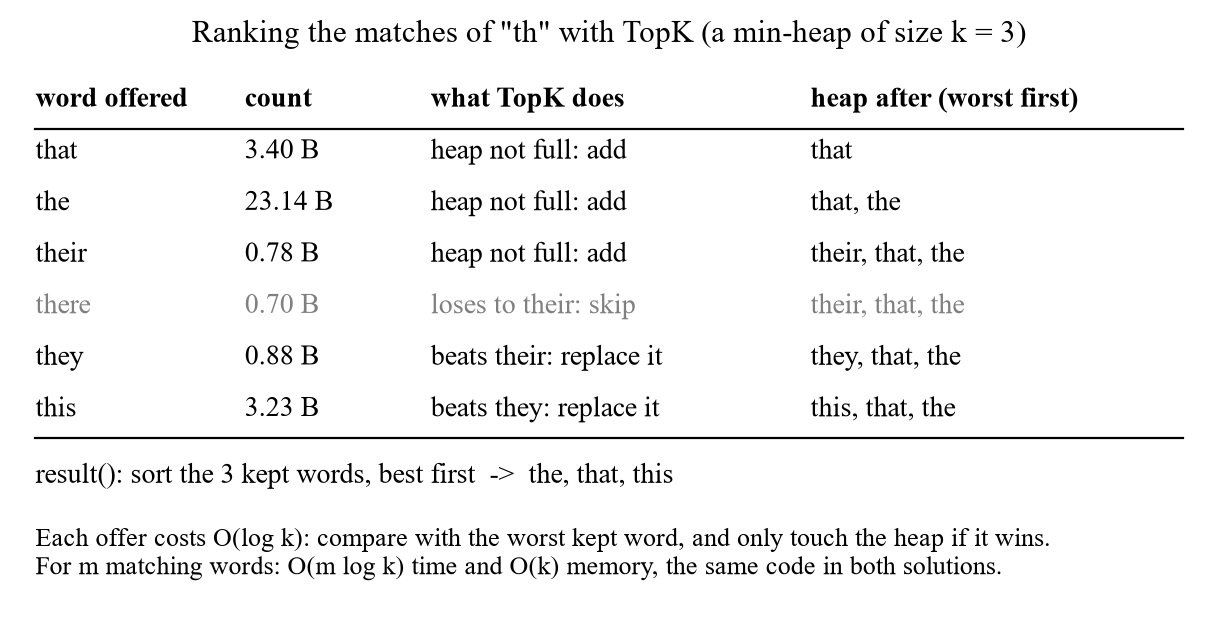 Ranking the matches of "th" with TopK (a min-heap of size k = 3)
word offered count what TopK does heap after (worst first)
that 3.40 B heap not full: add that
the 23.14 B heap not full: add that, the
their 0.78 B heap not full: add their, that, the
there 0.70 B loses to their: skip their, that, the
they 0.88 B beats their: replace it they, that, the
this 3.23 B beats they: replace it this, that, the
result(): sort the 3 kept words, best first -> the, that, this
Each offer costs O(log k): compare with the worst kept word, and only touch the heap if it wins.
For m matching words: O(m log k) time and O(k) memory, the same code in both solutions.